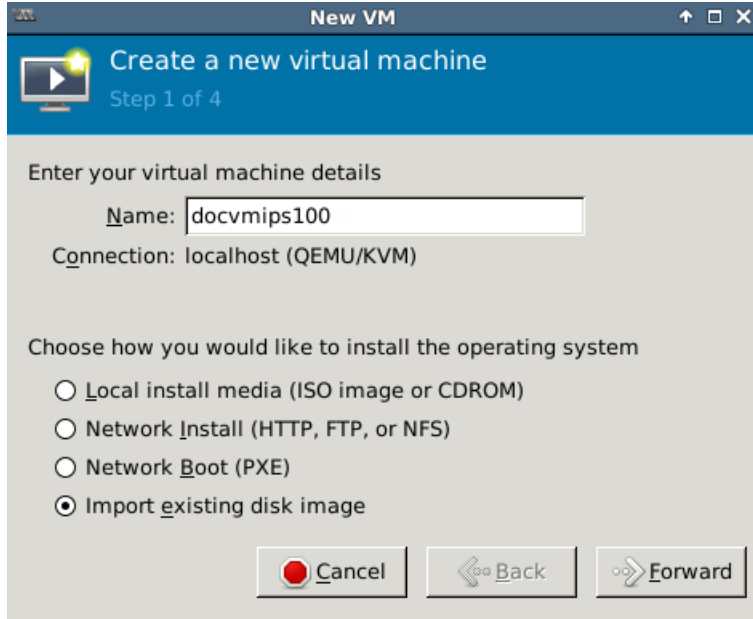 New VM
Create a new virtual machine
Step 1 of 4
Enter your virtual machine details
Name: docvmips100
Connection: localhost (QEMU/KVM)
Choose how you would like to install the operating system
Local install media (ISO image or CDROM)
Network Install (HTTP, FTP, or NFS)
Network Boot (PXE)
Import existing disk image
Cancel Back Forward